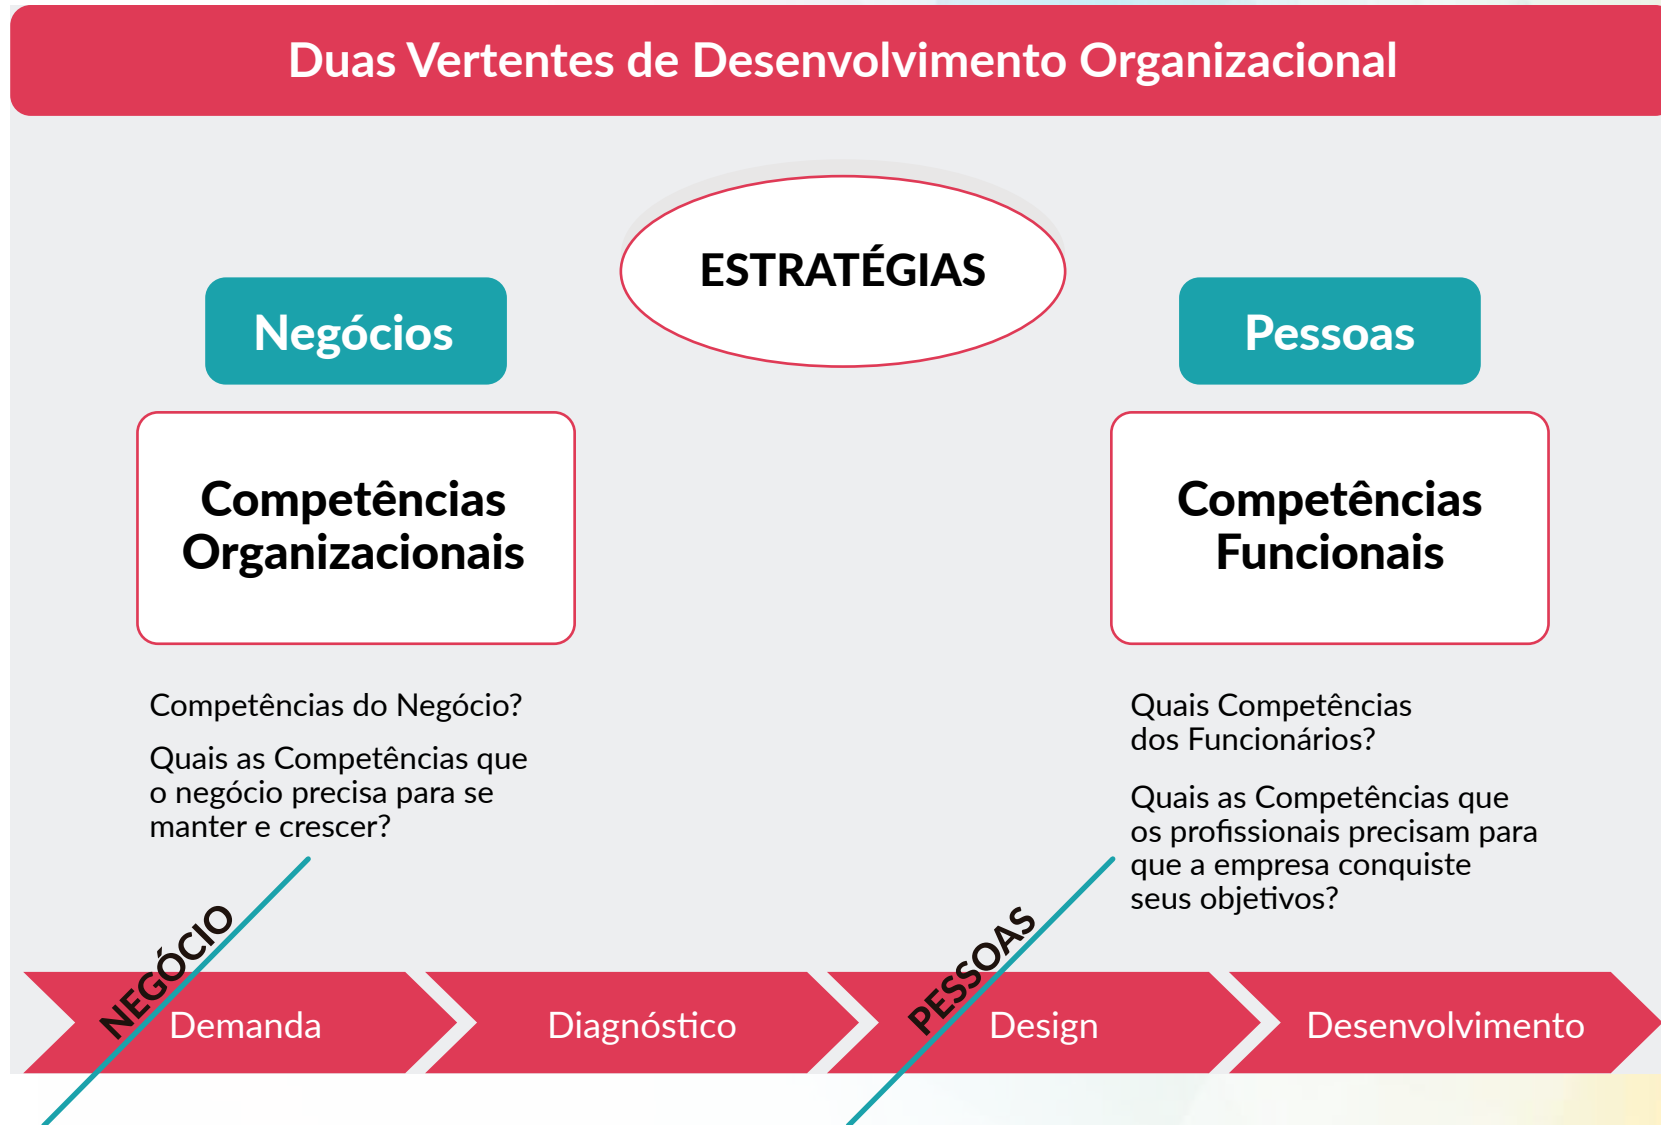 Duas Vertentes de Desenvolvimento Organizacional
ESTRATÉGIAS
Negócios
Competências
Organizacionais
Competências do Negócio?
Quais as Competências que
o negócio precisa para se
manter e crescer?
Pessoas
Competências
Funcionais
Quais Competências
dos Funcionários?
Quais as Competências que
os profissionais precisam para
que a empresa conquiste
seus objetivos?
NEGÓCIO
PESSOAS
Demanda
Diagnóstico
Design
Desenvolvimento